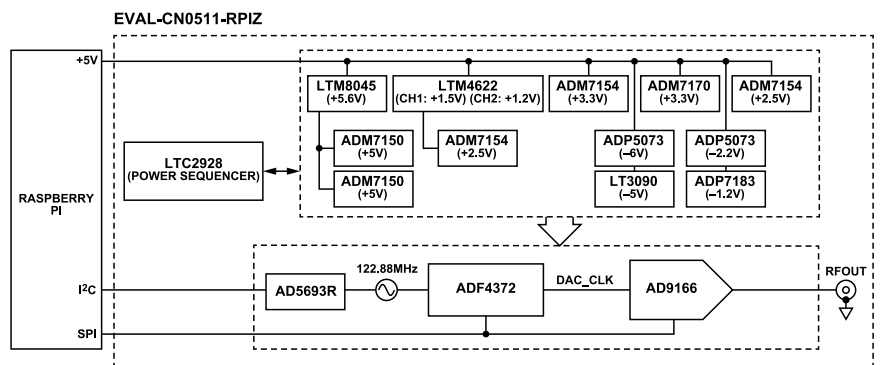 EVAL-CN0511-RPIZ
RASPBERRY
PI
+5V
I²C
SPI
LTM8045
(+5.6V)
LTM4622
(CH1: +1.5V) (CH2: +1.2V)
ADM7154
(+3.3V)
ADM7170
(+3.3V)
ADM7154
(+2.5V)
ADM7150
(+5V)
ADM7154
(+2.5V)
ADP5073
(–6V)
ADP5073
(–2.2V)
ADM7150
(+5V)
LT3090
(–5V)
ADP7183
(–1.2V)
LTC2928
(POWER SEQUENCER)
AD5693R
122.88MHz
ADF4372
DAC_CLK
AD9166
RFOUT